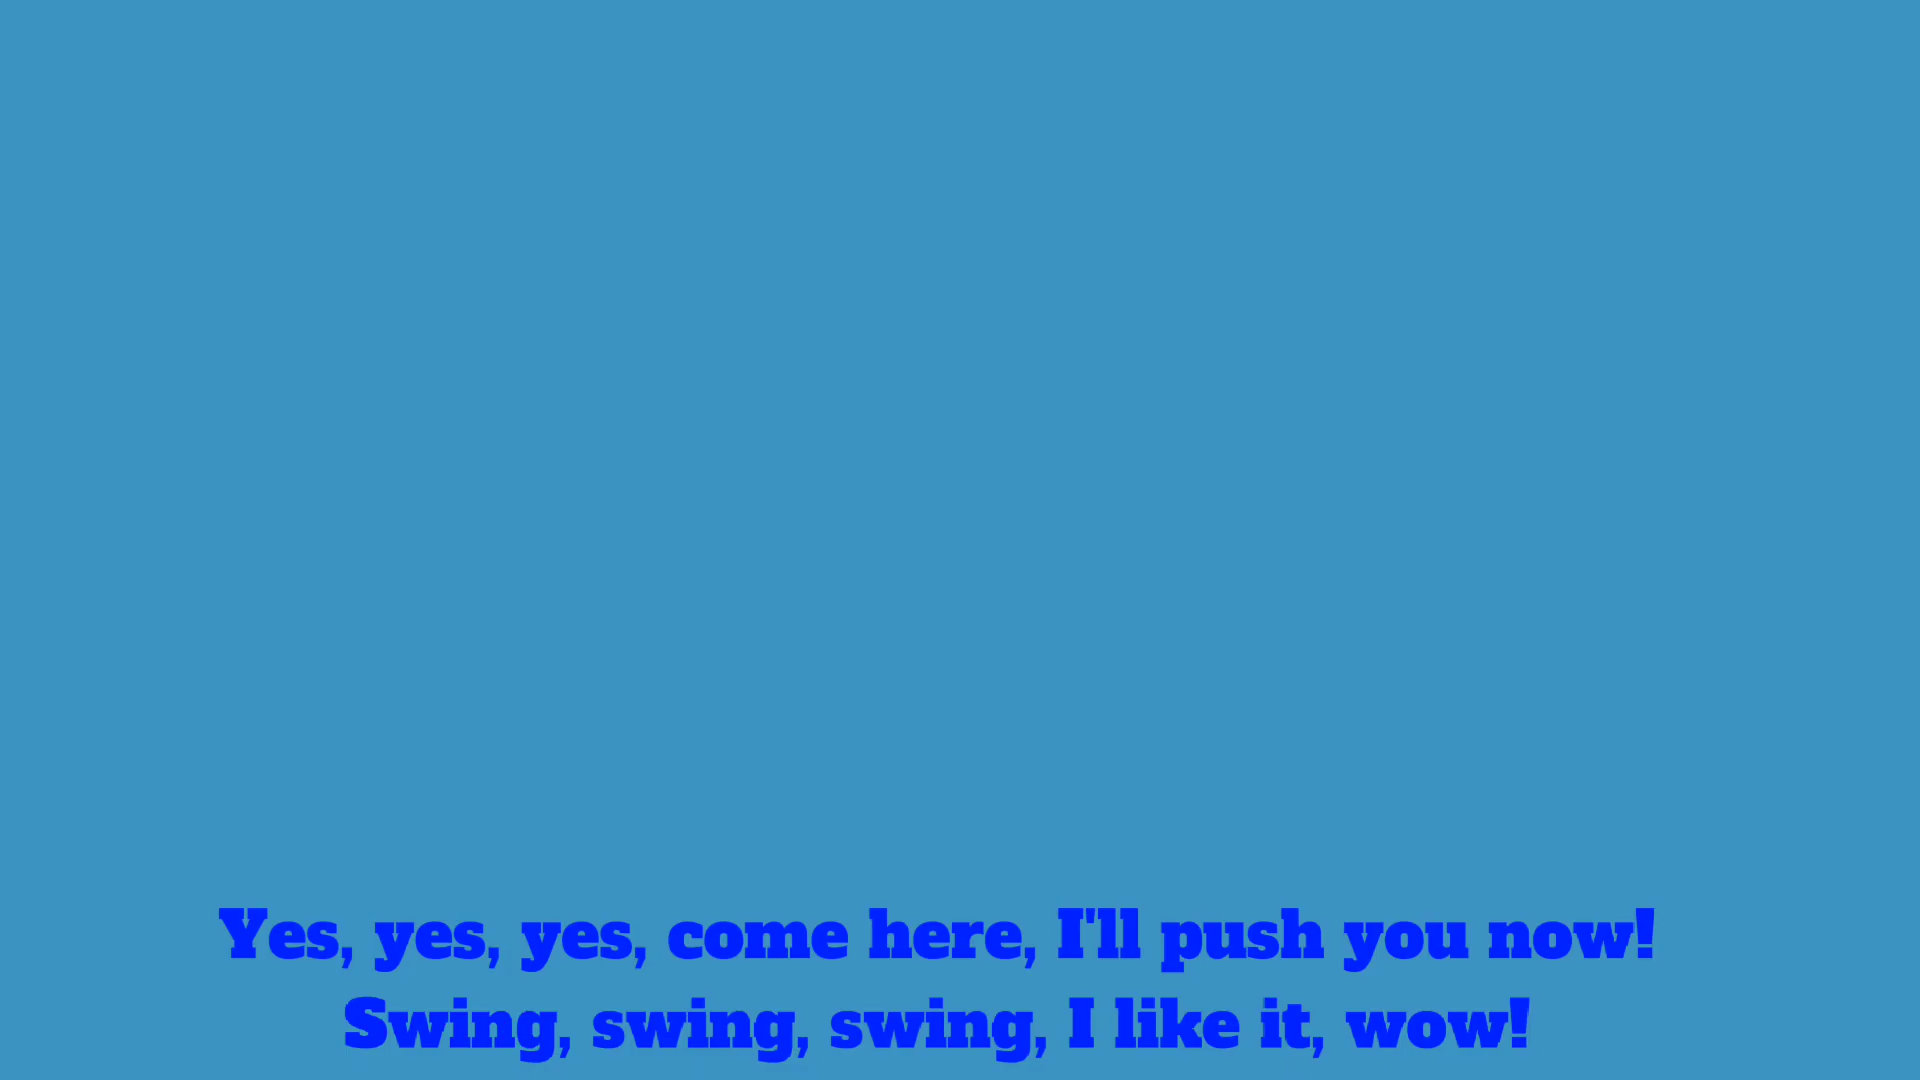 Yes, yes, yes, come here, I'll push you now!
Swing, swing, swing, I like it, wow!